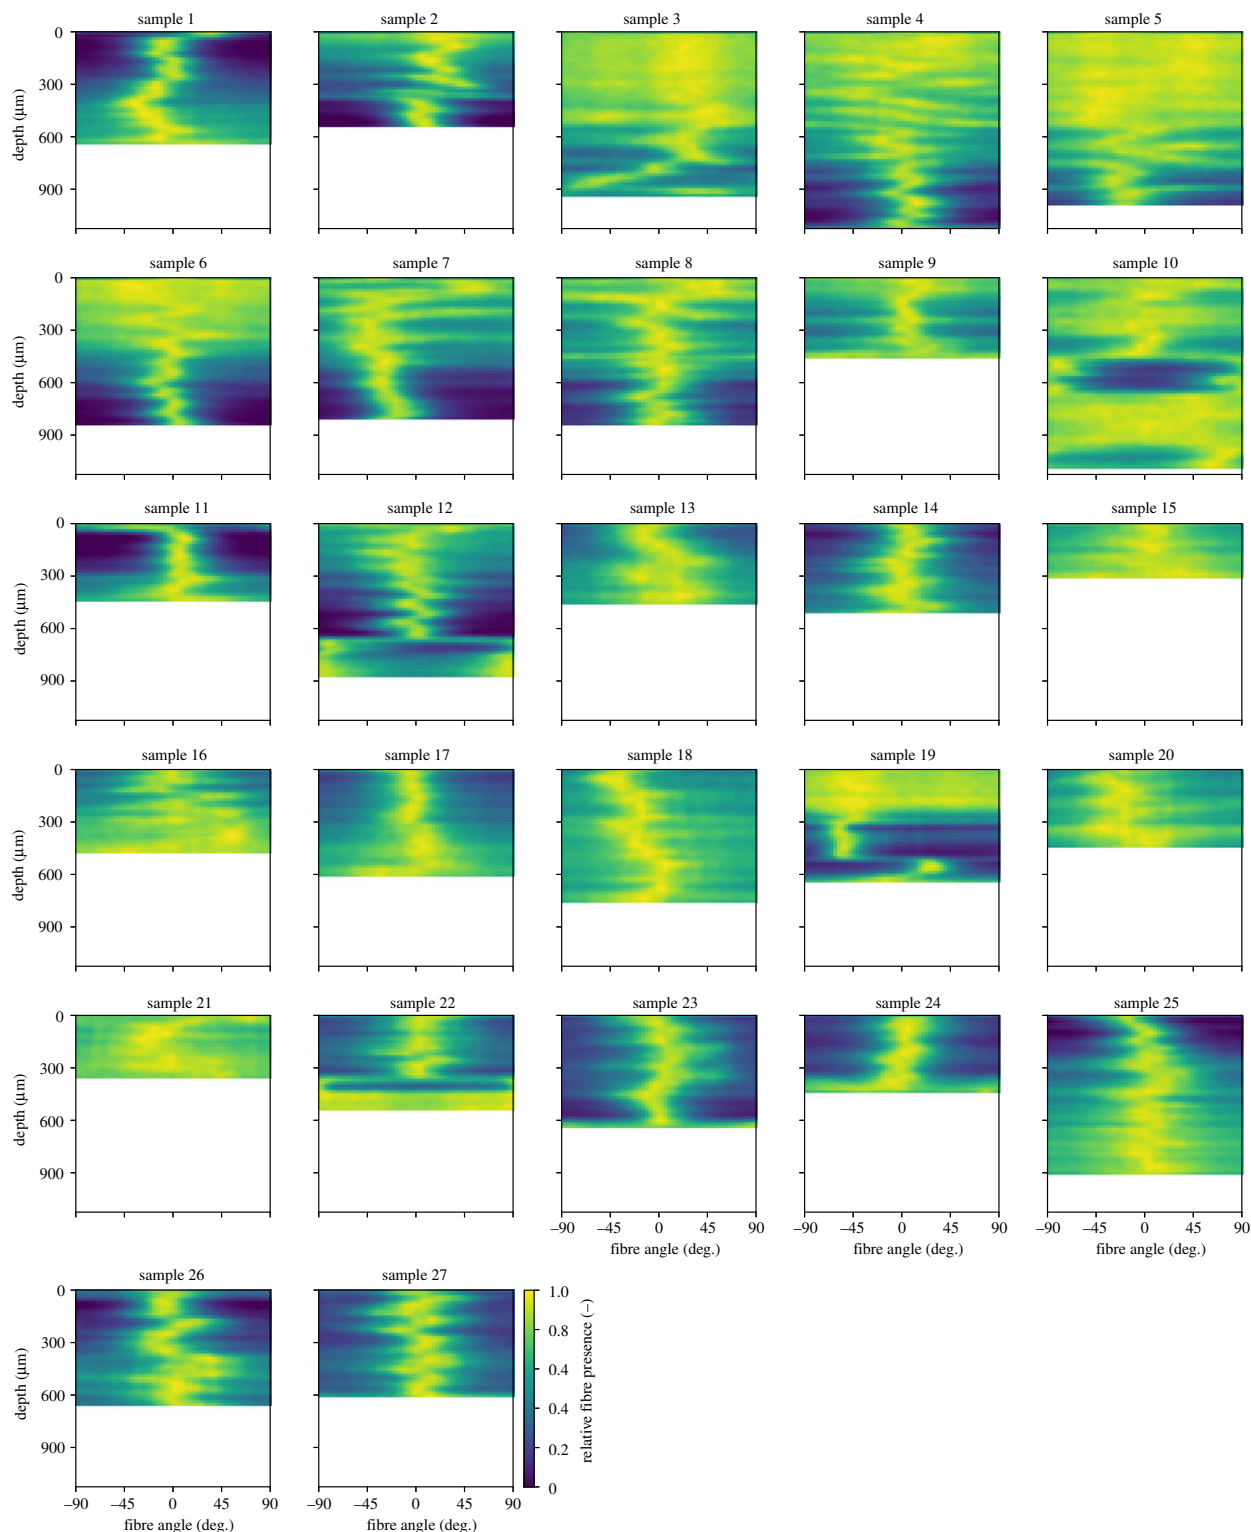 sample 1 sample 2 sample 3 sample 4 sample 5
0
300
600
900
depth (µm)
sample 6 sample 7 sample 8 sample 9 sample 10
0
300
600
900
depth (µm)
sample 11 sample 12 sample 13 sample 14 sample 15
0
300
600
900
depth (µm)
sample 16 sample 17 sample 18 sample 19 sample 20
0
300
600
900
depth (µm)
sample 21 sample 22 sample 23 sample 24 sample 25
0
300
600
900
depth (µm)
–90 –45 0 45 90 –90 –45 0 45 90 –90 –45 0 45 90
fibre angle (deg.) fibre angle (deg.) fibre angle (deg.)
sample 26 sample 27
0
300
600
900
depth (µm)
1.0
0.8
0.4
0.4
0.2
0
relative fibre presence (–)
–90 –45 0 45 90 –90 –45 0 45 90
fibre angle (deg.) fibre angle (deg.)